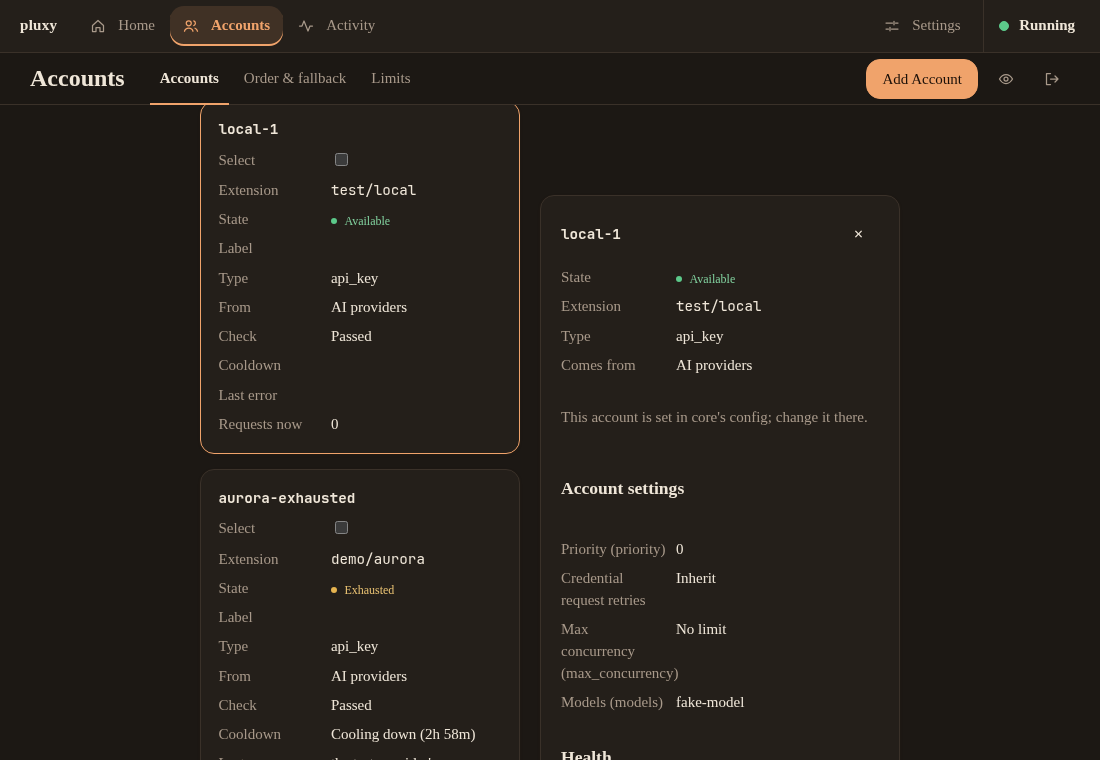 pluxy
Home
Accounts
Activity
Settings
Running
Accounts
Accounts
Order & fallback
Limits
Add Account
local-1
Select
Extension test/local
State Available
Label
Type api_key
From AI providers
Check Passed
Cooldown
Last error
Requests now 0
aurora-exhausted
Select
Extension demo/aurora
State Exhausted
Label
Type api_key
From AI providers
Check Passed
Cooldown Cooling down (2h 58m)
local-1 ×
State Available
Extension test/local
Type api_key
Comes from AI providers
This account is set in core's config; change it there.
Account settings
Priority (priority) 0
Credential Inherit
request retries
Max No limit
concurrency
(max_concurrency)
Models (models) fake-model
Health